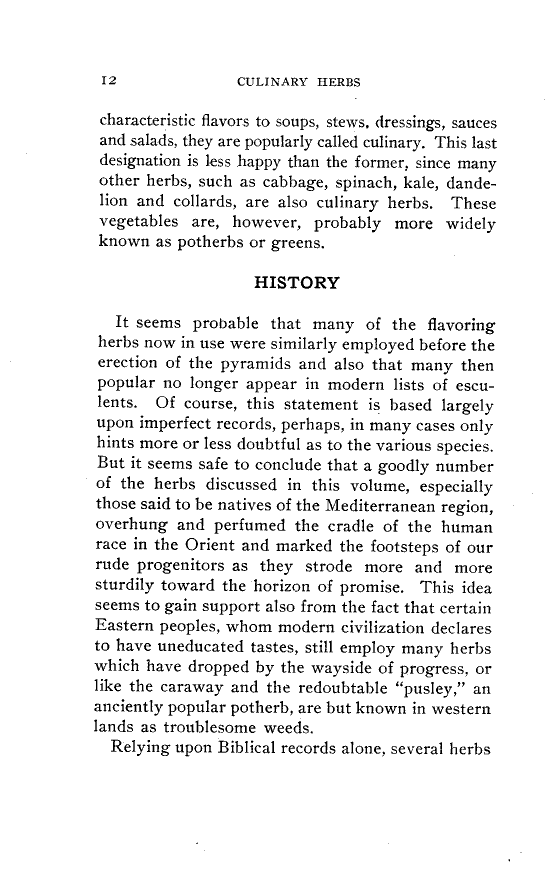 12 CULINARY HERBS
characteristic flavors to soups, stews, dressings, sauces
and salads, they are popularly called culinary. This last
designation is less happy than the former, since many
other herbs, such as cabbage, spinach, kale, dande-
lion and collards, are also culinary herbs. These
vegetables are, however, probably more widely
known as potherbs or greens.
HISTORY
It seems probable that many of the flavoring
herbs now in use were similarly employed before the
erection of the pyramids and also that many then
popular no longer appear in modern lists of escu-
lents. Of course, this statement is based largely
upon imperfect records, perhaps, in many cases only
hints more or less doubtful as to the various species.
But it seems safe to conclude that a goodly number
of the herbs discussed in this volume, especially
those said to be natives of the Mediterranean region,
overhung and perfumed the cradle of the human
race in the Orient and marked the footsteps of our
rude progenitors as they strode more and more
sturdily toward the horizon of promise. This idea
seems to gain support also from the fact that certain
Eastern peoples, whom modern civilization declares
to have uneducated tastes, still employ many herbs
which have dropped by the wayside of progress, or
like the caraway and the redoubtable “pusley,” an
anciently popular potherb, are but known in western
lands as troublesome weeds.
Relying upon Biblical records alone, several herbs